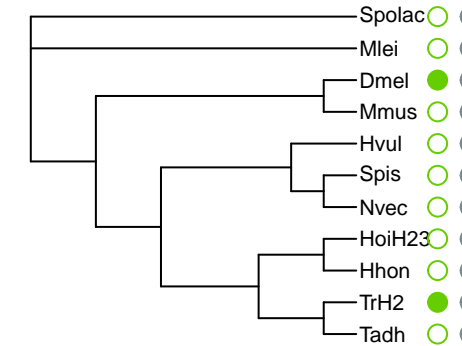 Spolac
Mlei
Dmel
Mmus
Hvul
Spis
Nvec
HoiH23
Hhon
TrH2
Tadh